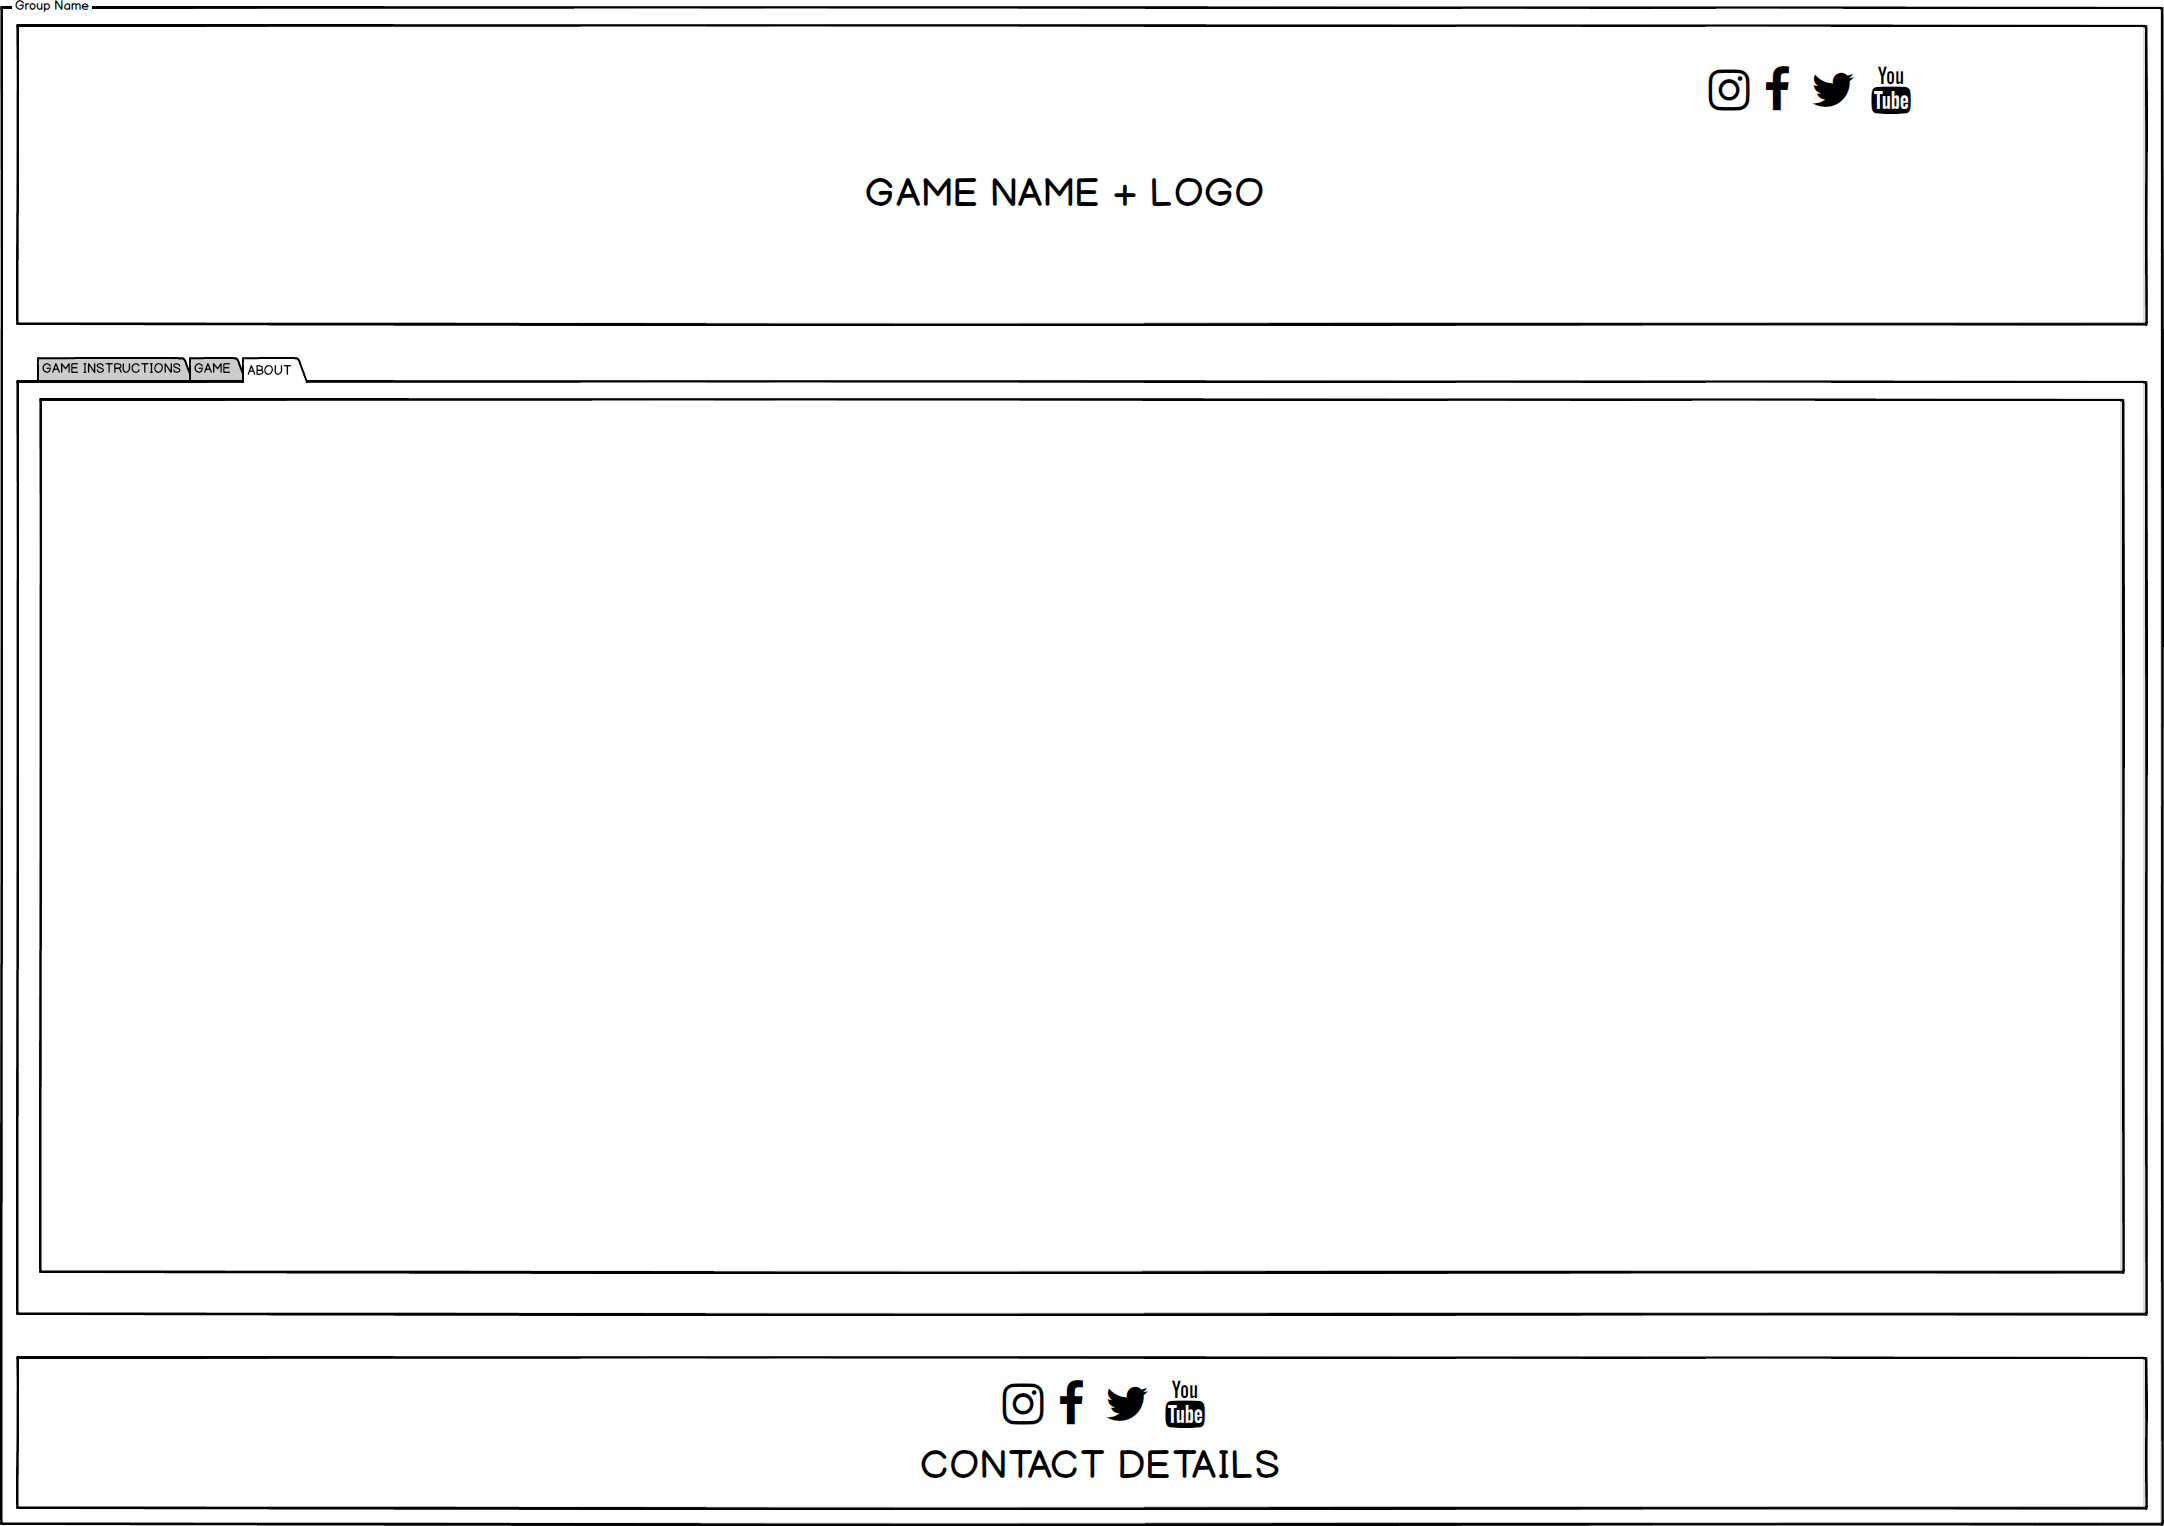 Group Name
You
Tube
GAME NAME + LOGO
GAME INSTRUCTIONS GAME ABOUT
You
Tube
CONTACT DETAILS